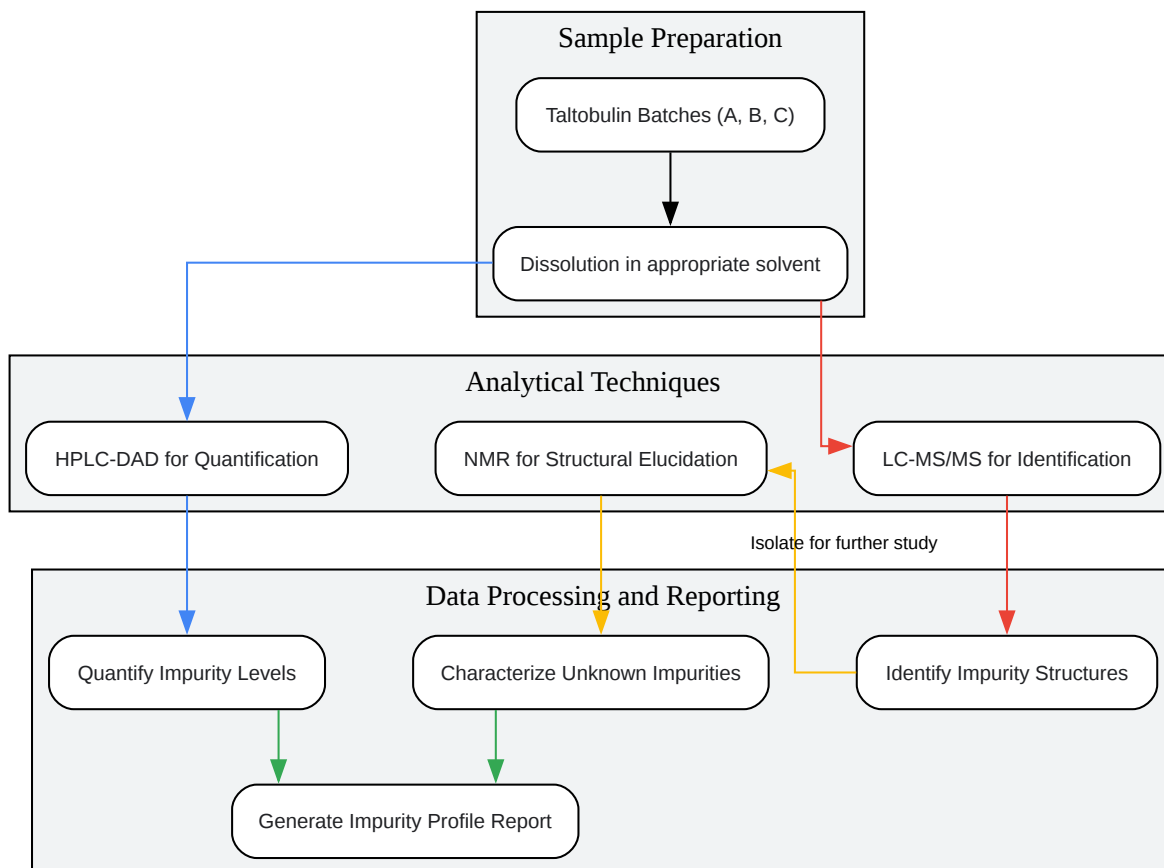 Sample Preparation
Taltobulin Batches (A, B, C)
Dissolution in appropriate solvent
Analytical Techniques
HPLC-DAD for Quantification
NMR for Structural Elucidation
LC-MS/MS for Identification
Isolate for further study
Data Processing and Reporting
Quantify Impurity Levels
Characterize Unknown Impurities
Identify Impurity Structures
Generate Impurity Profile Report